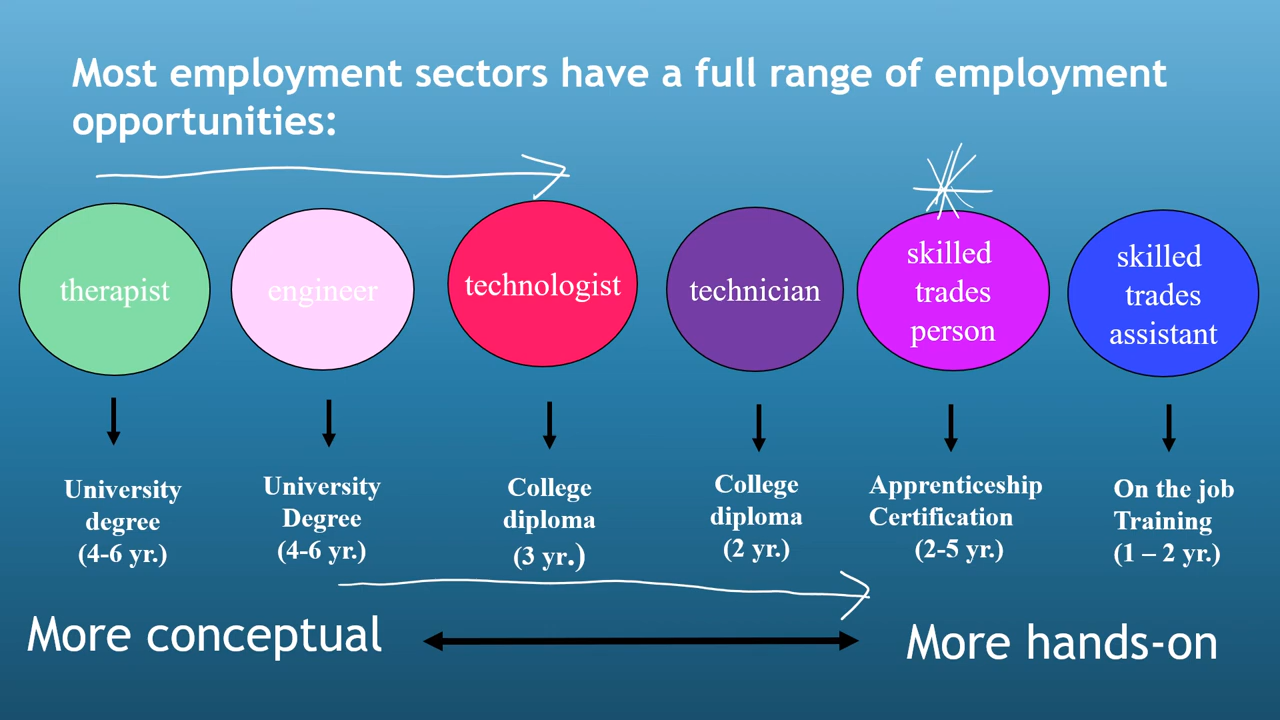 Most employment sectors have a full range of employment
opportunities:
therapist
engineer
technologist
technician
skilled
trades
person
skilled
trades
assistant
University
degree
(4-6 yr.)
University
Degree
(4-6 yr.)
College
diploma
(3 yr.)
College
diploma
(2 yr.)
Apprenticeship
Certification
(2-5 yr.)
On the job
Training
(1 – 2 yr.)
More conceptual
More hands-on